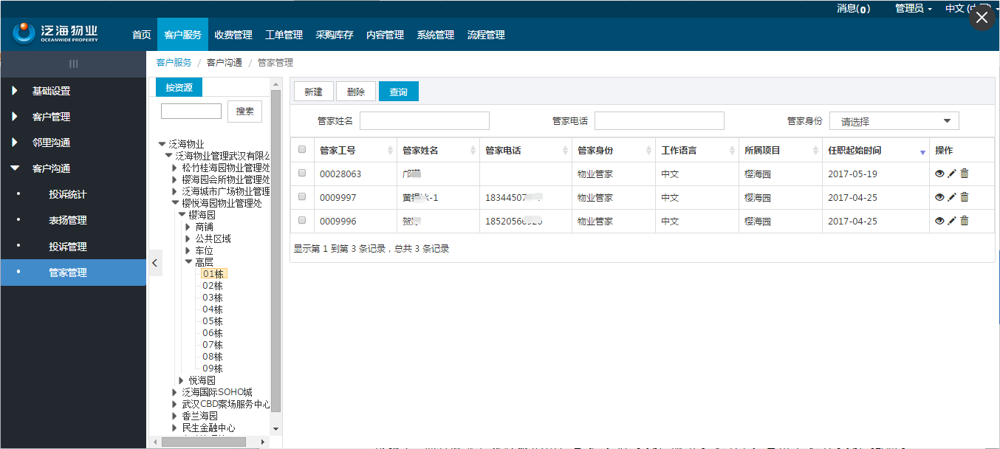 消息(0) 管理员 中文 (
泛海物业
OCEANWIDE PROPERTY
首页 客户服务 收费管理 工单管理 采购库存 内容管理 系统管理 流程管理
基础设置
客户管理
邻里沟通
客户沟通
投诉统计
表扬管理
投诉管理
管家管理
客户服务 / 客户沟通 / 管家管理
按资源
搜索
泛海物业
泛海物业管理武汉有限公
松竹桂海园物业管理处
樱海园会所物业管理处
泛海城市广场物业管理
樱悦海园物业管理处
樱海园
商铺
公共区域
车位
高层
01栋
02栋
03栋
04栋
05栋
06栋
07栋
08栋
09栋
悦海园
泛海国际SOHO城
武汉CBD案场服务中心
香兰海园
民生金融中心
新建 删除 查询
管家姓名 管家电话 管家身份 请选择
管家工号 管家姓名 管家电话 管家身份 工作语言 所属项目 任职起始时间 操作
00028063 邝 物业管家 中文 樱海园 2017-05-19
0009997 黄 -1 1834450 物业管家 中文 樱海园 2017-04-25
0009996 贺 1852056 物业管家 中文 樱海园 2017-04-25
显示第 1 到第 3 条记录，总共 3 条记录